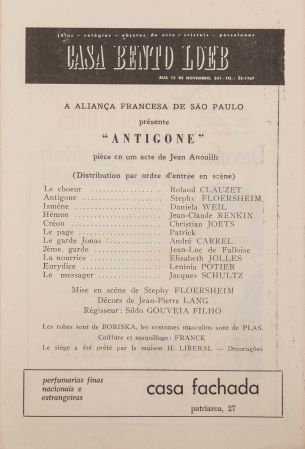 jóias - relógios - objetos de arte - cristais - porcelanas
CASA BENTO LOEB
RUA 15 DE NOVEMBRO, 331 - TEL.: 32-1167
A ALIANÇA FRANCESA DE SÃO PAULO
présente
"ANTIGONE"
pièce en um acte de Jean Anouilh
(Distribution par ordre d'entrée en scène)
Le choeur Roland CLAUZET
Antigone Stephy FLOERSHEIM
Ismène Daniela WEIL
Hémon Jean-Claude RENKIN
Créon Christian JOETS
Le page Patrick
Le garde Jonas André CARREL
2ème. garde Jean-Luc de Falloise
La nourrice Elisabeth JOLLES
Eurydice Leninia POTIER
Le messager Jacques SCHULTZ
Mise en scène de Stephy FLOERSHEIM
Décors de Jean-Pierre LANG
Régisseur: Sildo GOUVEIA FILHO
Les robes sont de BORISKA, les costumes masculins sont de PLAS.
Coiffure et maquillage: FRANCK
Le siège a été prêté par la maison H. LIBERAL — Decorações
perfumarias finas
nacionais e
estrangeiras
casa fachada
patriarca, 27